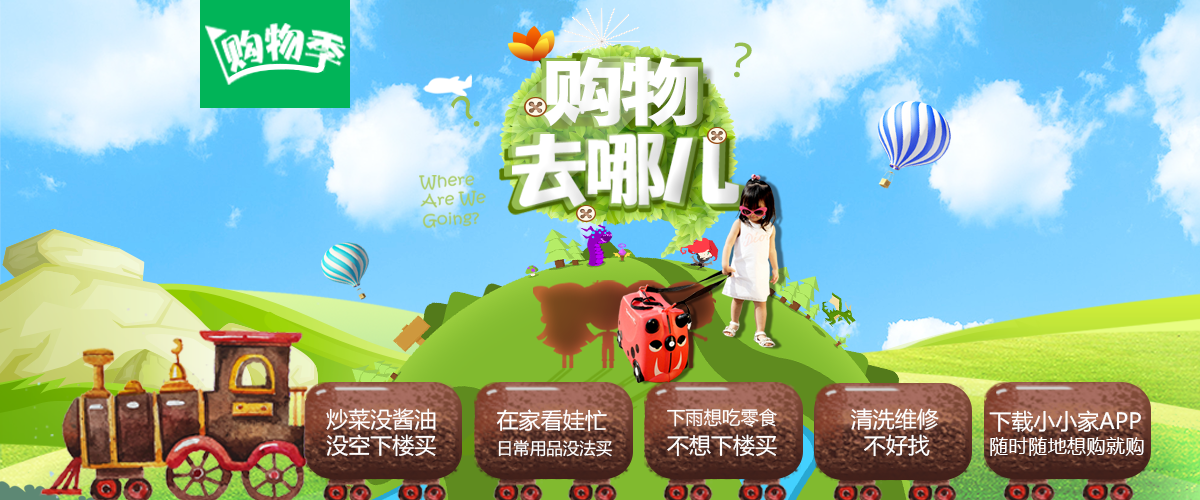 购物季
购物
去哪儿
Where
Are We
Going?
?
?
炒菜没酱油
没空下楼买
在家看娃忙
日常用品没法买
下雨想吃零食
不想下楼买
清洗维修
不好找
下载小小家APP
随时随地想购就购